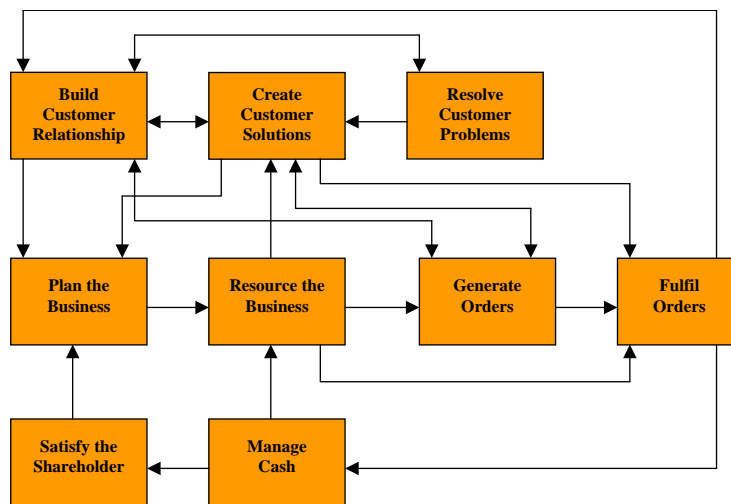 Build
Customer
Relationship
Create
Customer
Solutions
Resolve
Customer
Problems
Plan the
Business
Resource the
Business
Generate
Orders
Fulfil
Orders
Satisfy the
Shareholder
Manage
Cash